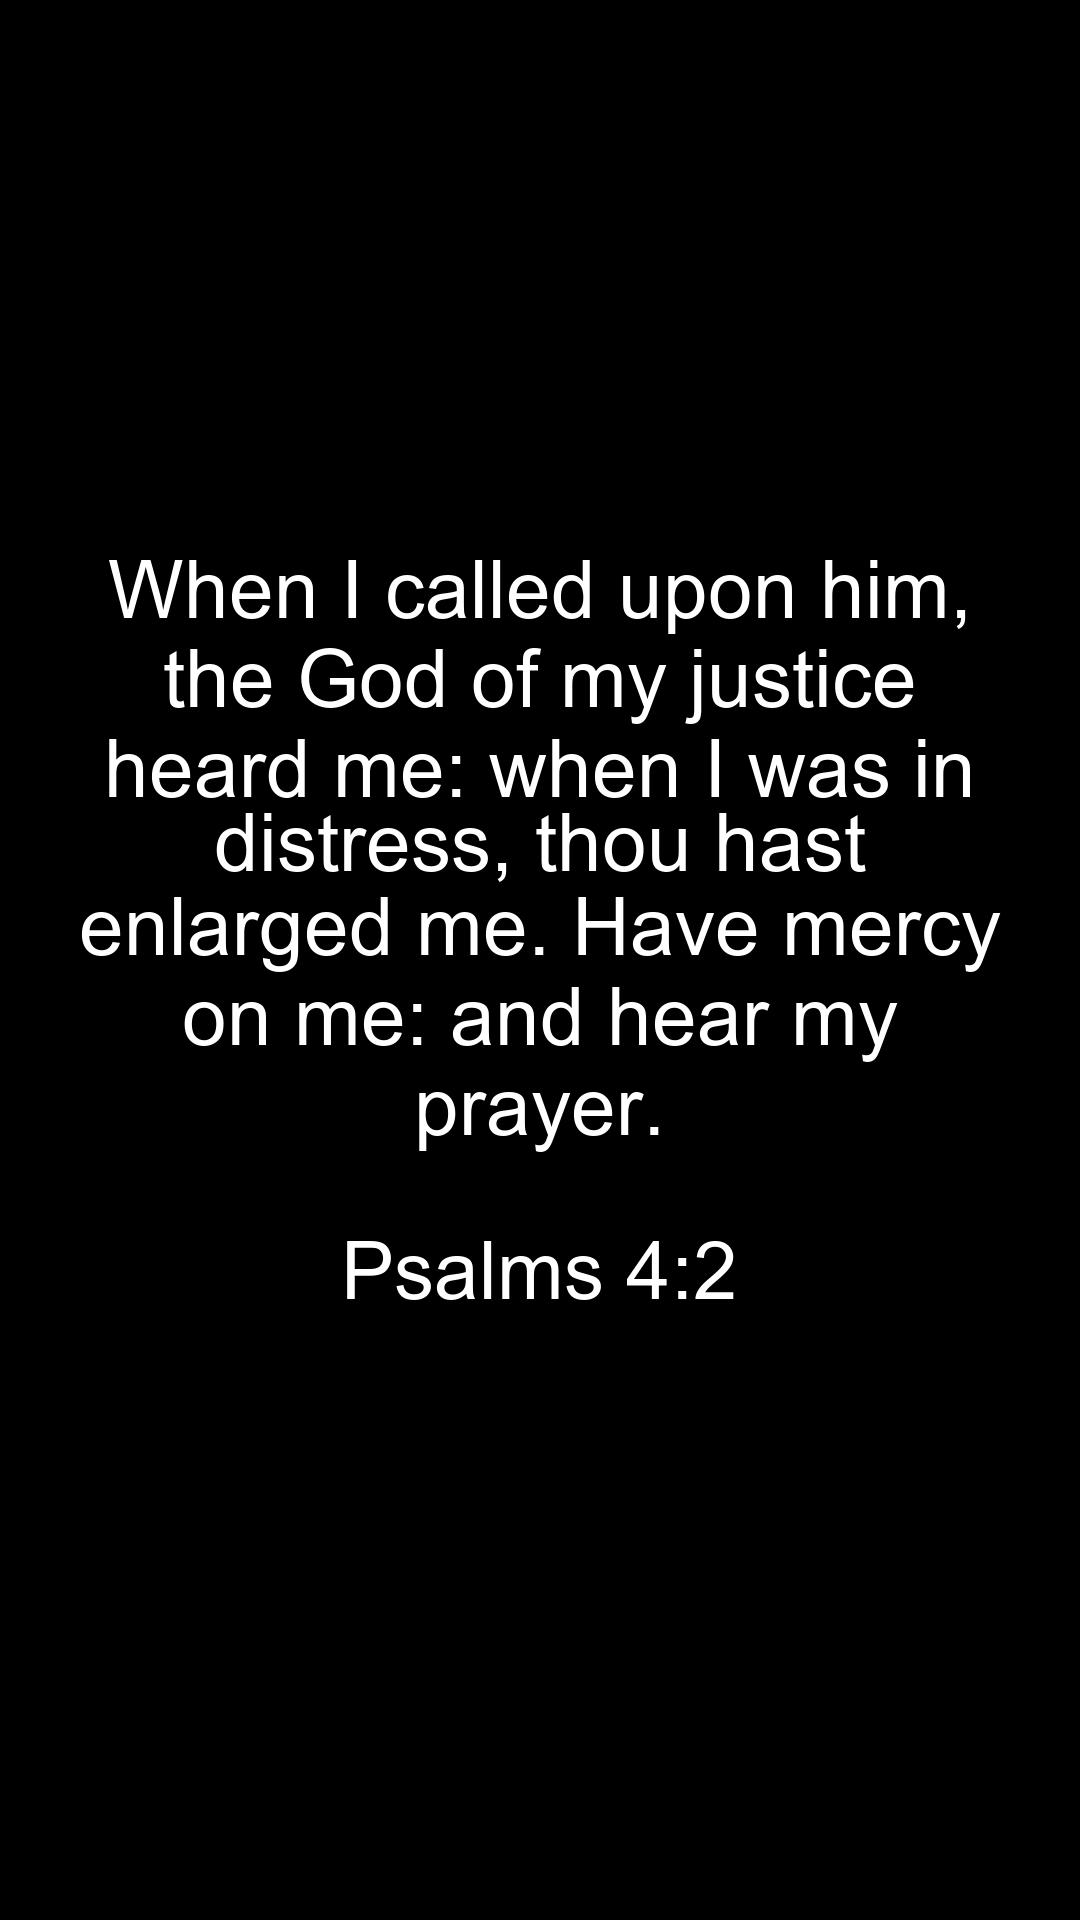 When I called upon him,
the God of my justice
heard me: when I was in
distress, thou hast
enlarged me. Have mercy
on me: and hear my
prayer.
Psalms 4:2